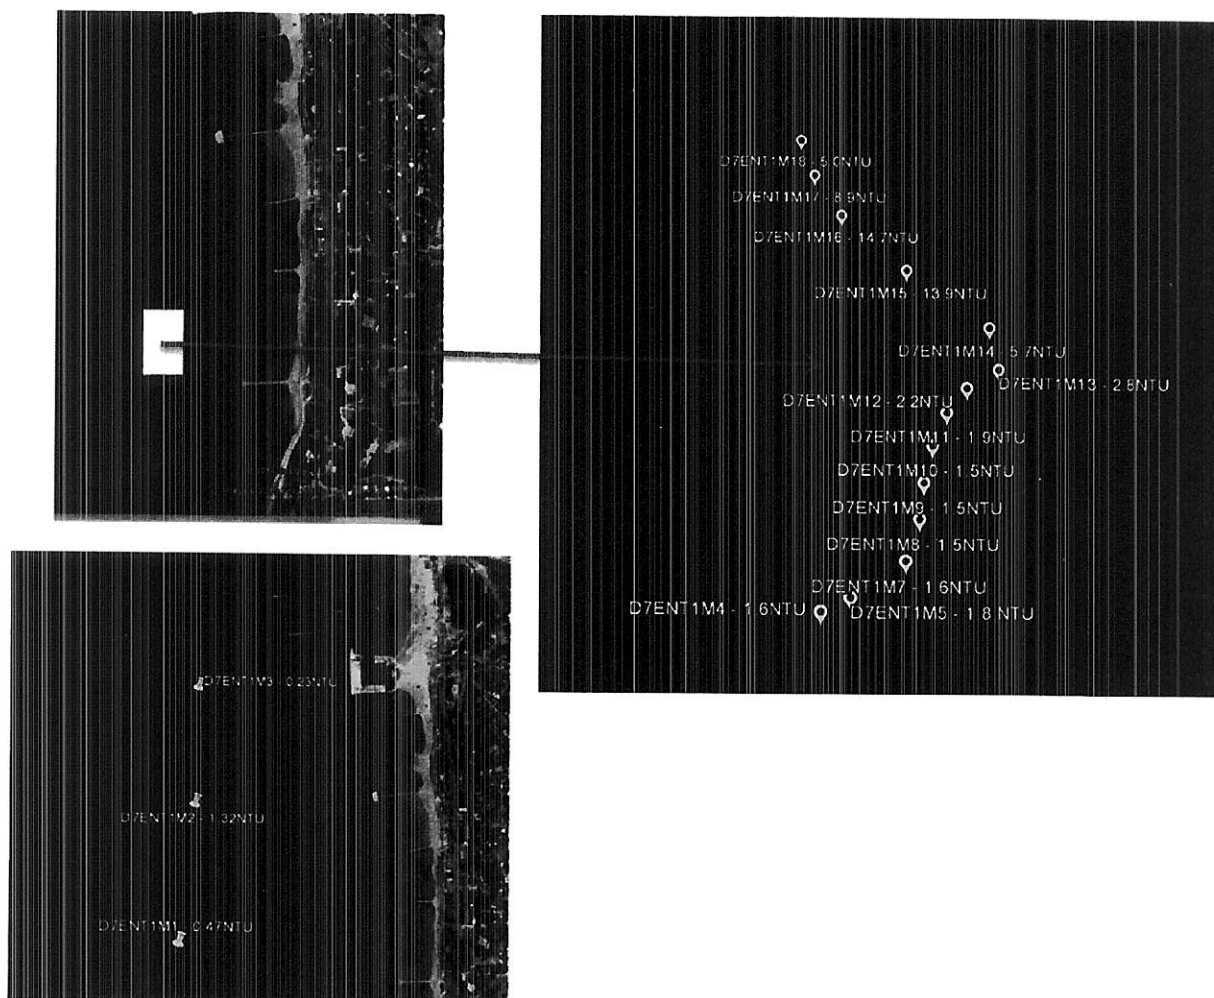 D7ENT1M18 - 5.0NTU
D7ENT1M17 - 8.9NTU
D7ENT1M16 - 14.7NTU
D7ENT1M15 - 13.9NTU
D7ENT1M14 - 5.7NTU
D7ENT1M13 - 2.8NTU
D7ENT1M12 - 2.2NTU
D7ENT1M11 - 1.9NTU
D7ENT1M10 - 1.5NTU
D7ENT1M9 - 1.5NTU
D7ENT1M8 - 1.5NTU
D7ENT1M7 - 1.6NTU
D7ENT1M4 - 1.6NTU
D7ENT1M5 - 1.8 NTU
D7ENT1M3 - 0.23NTU
D7ENT1M2 - 1.32NTU
D7ENT1M1 - 0.47NTU